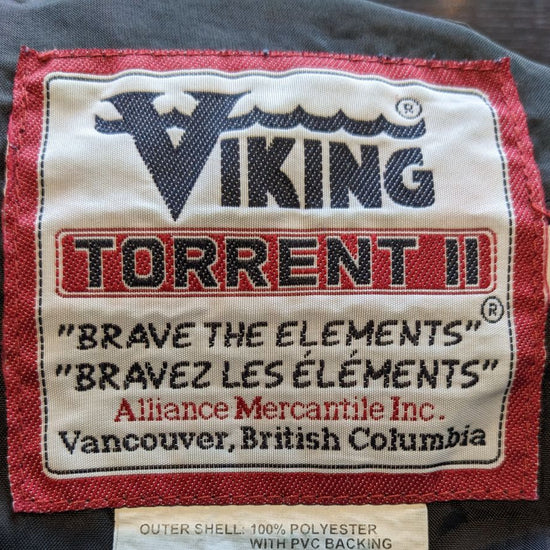 VIKING ®
TORRENT II
®
"BRAVE THE ELEMENTS"
"BRAVEZ LES ÉLÉMENTS"
Alliance Mercantile Inc.
Vancouver, British Columbia
OUTER SHELL: 100% POLYESTER
WITH PVC BACKING